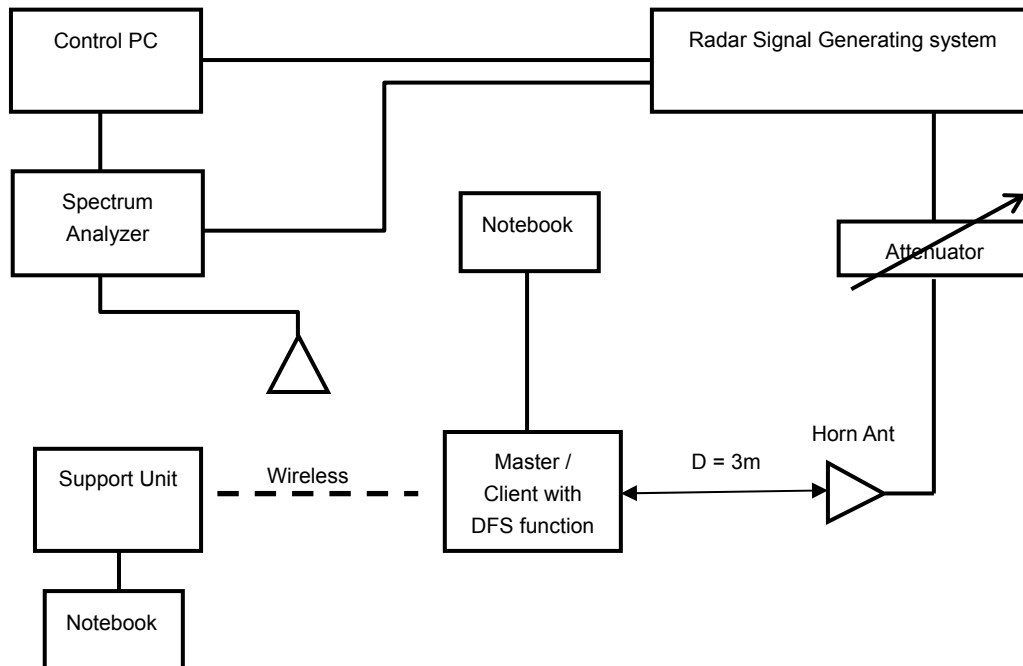 Control PC
Radar Signal Generating system
Spectrum
Analyzer
Notebook
Attenuator
Horn Ant
Support Unit
Wireless
Master /
Client with
DFS function
D = 3m
Notebook